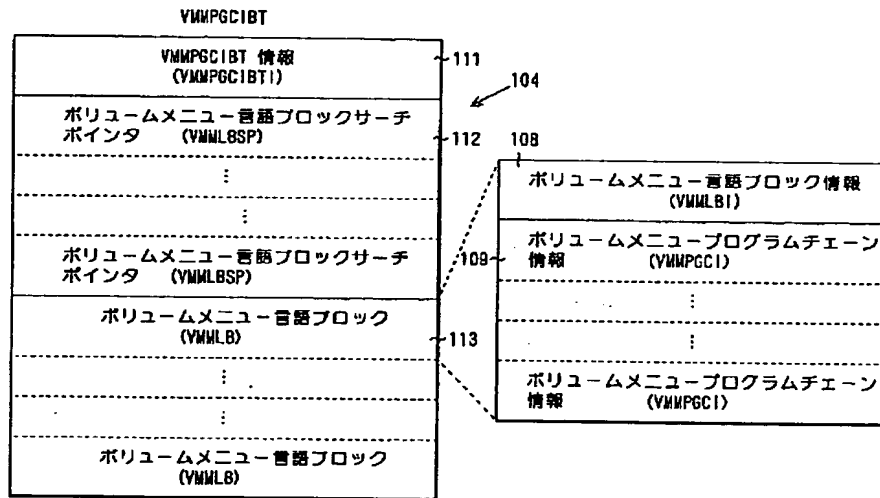 VMMPGCIBT
VMMPGCIBT 情報
(VMMPGCIBTI)
111
104
ボリュームメニュー言語ブロックサーチ
ポインタ (VMMLBSP)
112
⋮
⋮
ボリュームメニュー言語ブロックサーチ
ポインタ (VMMLBSP)
ボリュームメニュー言語ブロック
(VMMLB)
113
⋮
⋮
ボリュームメニュー言語ブロック
(VMMLB)
108
ボリュームメニュー言語ブロック情報
(VMMLBI)
109
ボリュームメニュープログラムチェーン
情報 (VMMPGCI)
⋮
⋮
ボリュームメニュープログラムチェーン
情報 (VMMPGCI)